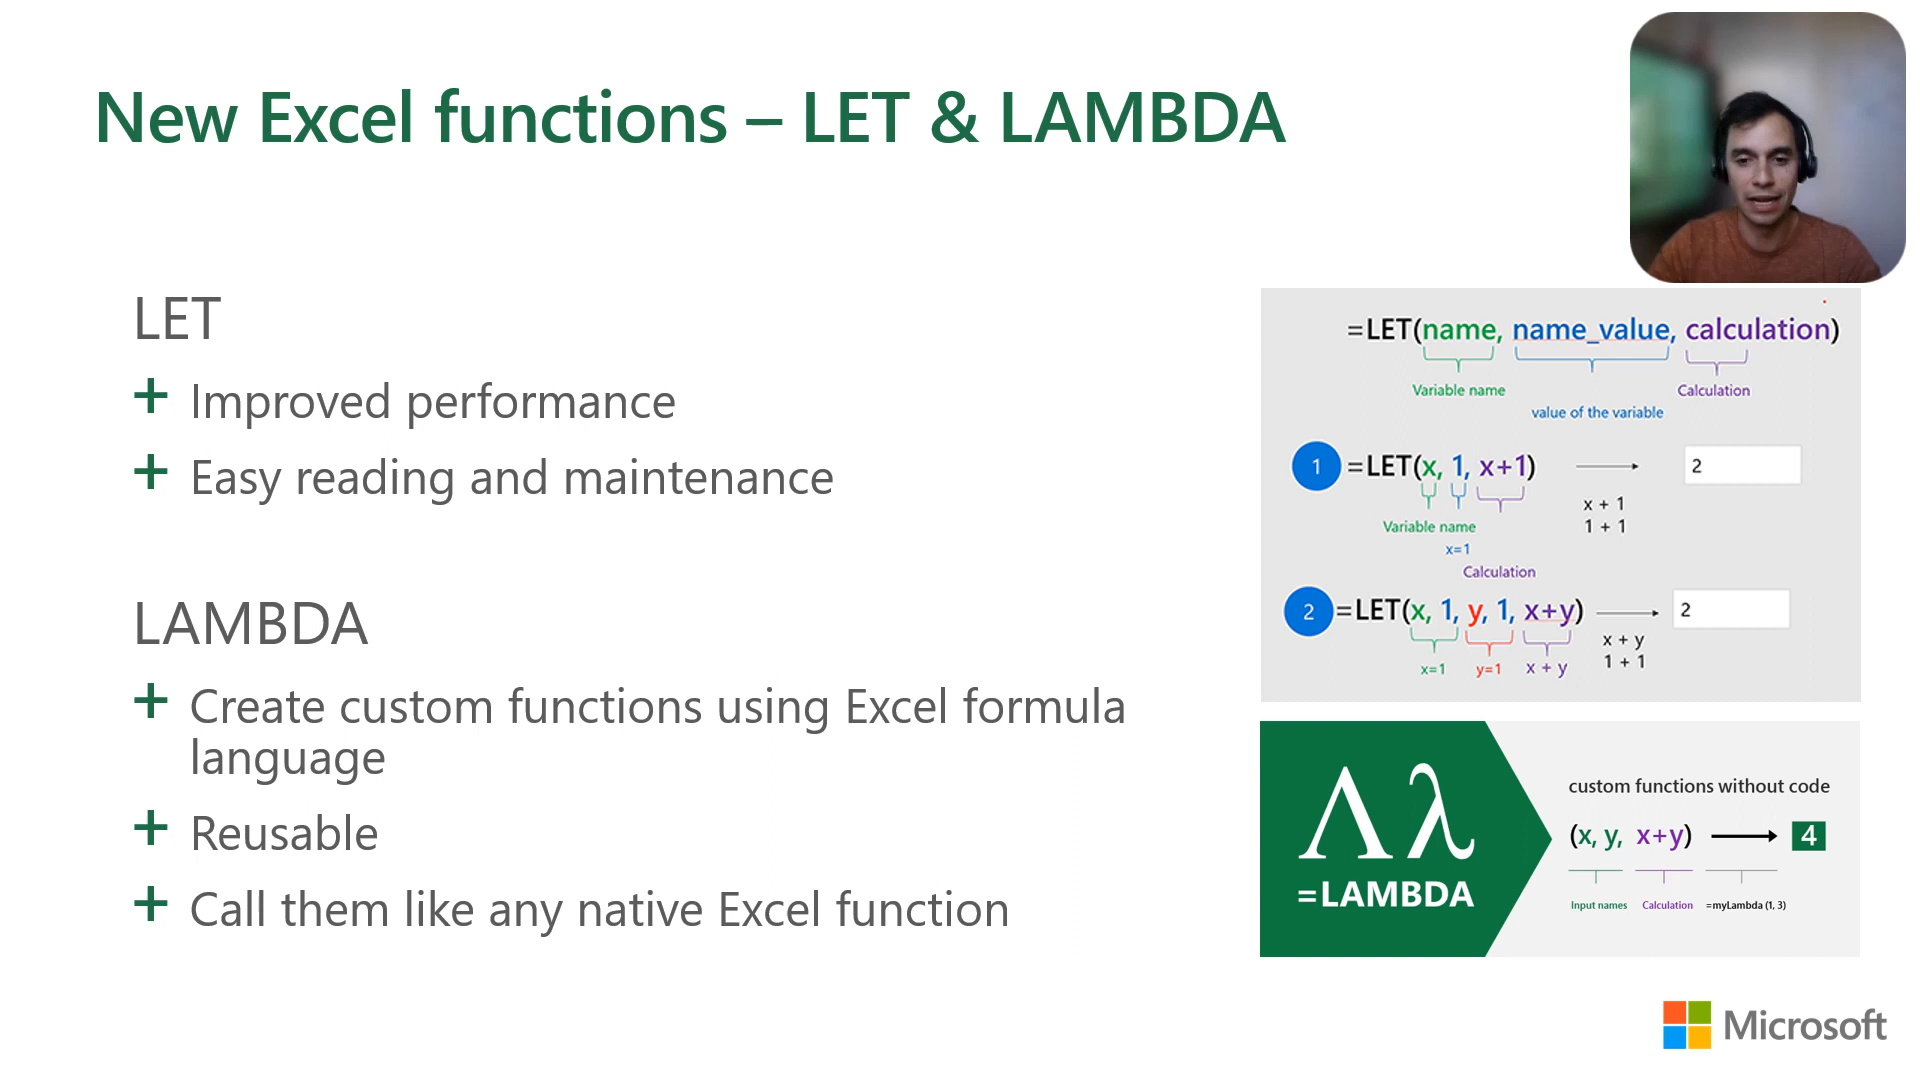 New Excel functions – LET & LAMBDA
LET
+ Improved performance
+ Easy reading and maintenance
LAMBDA
+ Create custom functions using Excel formula
language
+ Reusable
+ Call them like any native Excel function
=LET(name, name_value, calculation)
Variable name
Calculation
value of the variable
1 =LET(x, 1, x+1) 2
x + 1
1 + 1
Variable name
x=1
Calculation
2 =LET(x, 1, y, 1, x+y) 2
x + y
1 + 1
x=1 y=1 x + y
Λλ
=LAMBDA
custom functions without code
(x, y, x+y) 4
Input names Calculation =myLambda (1, 3)
Microsoft